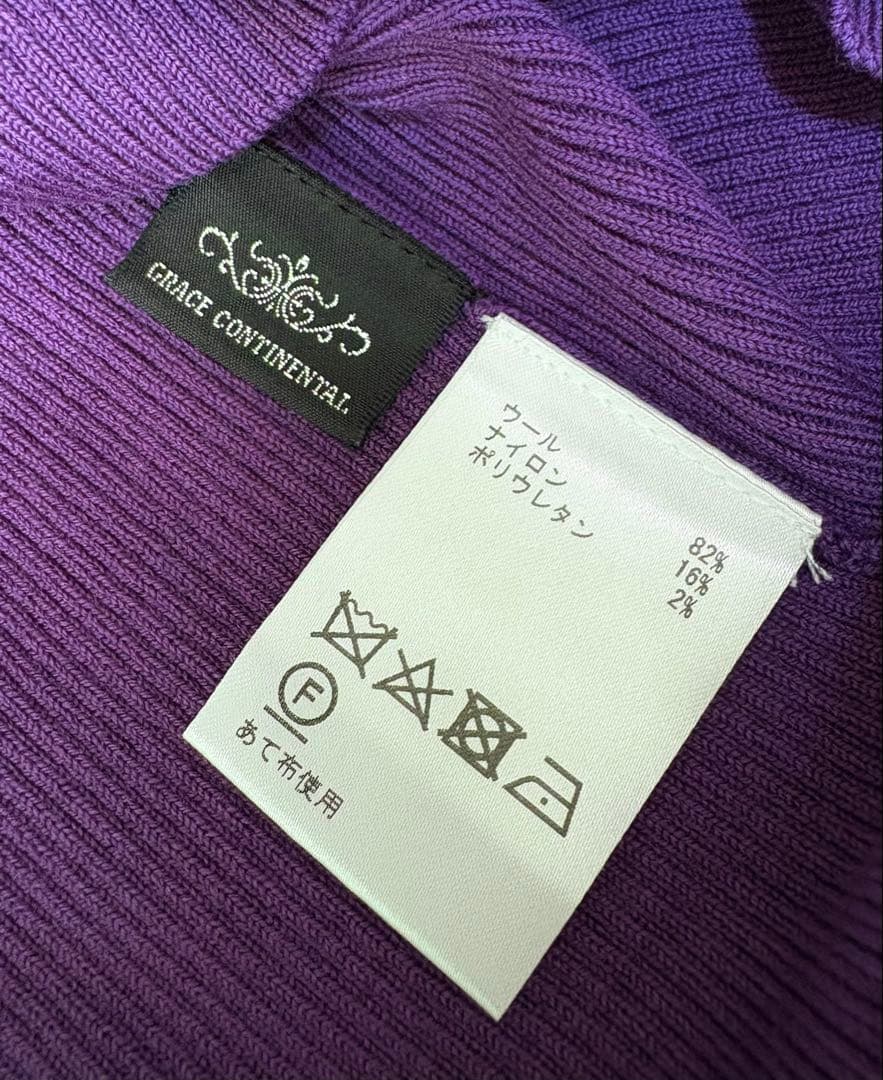 GRACE CONTINENTAL
ウール 82%
ナイロン 16%
ポリウレタン 2%
F
あて布使用